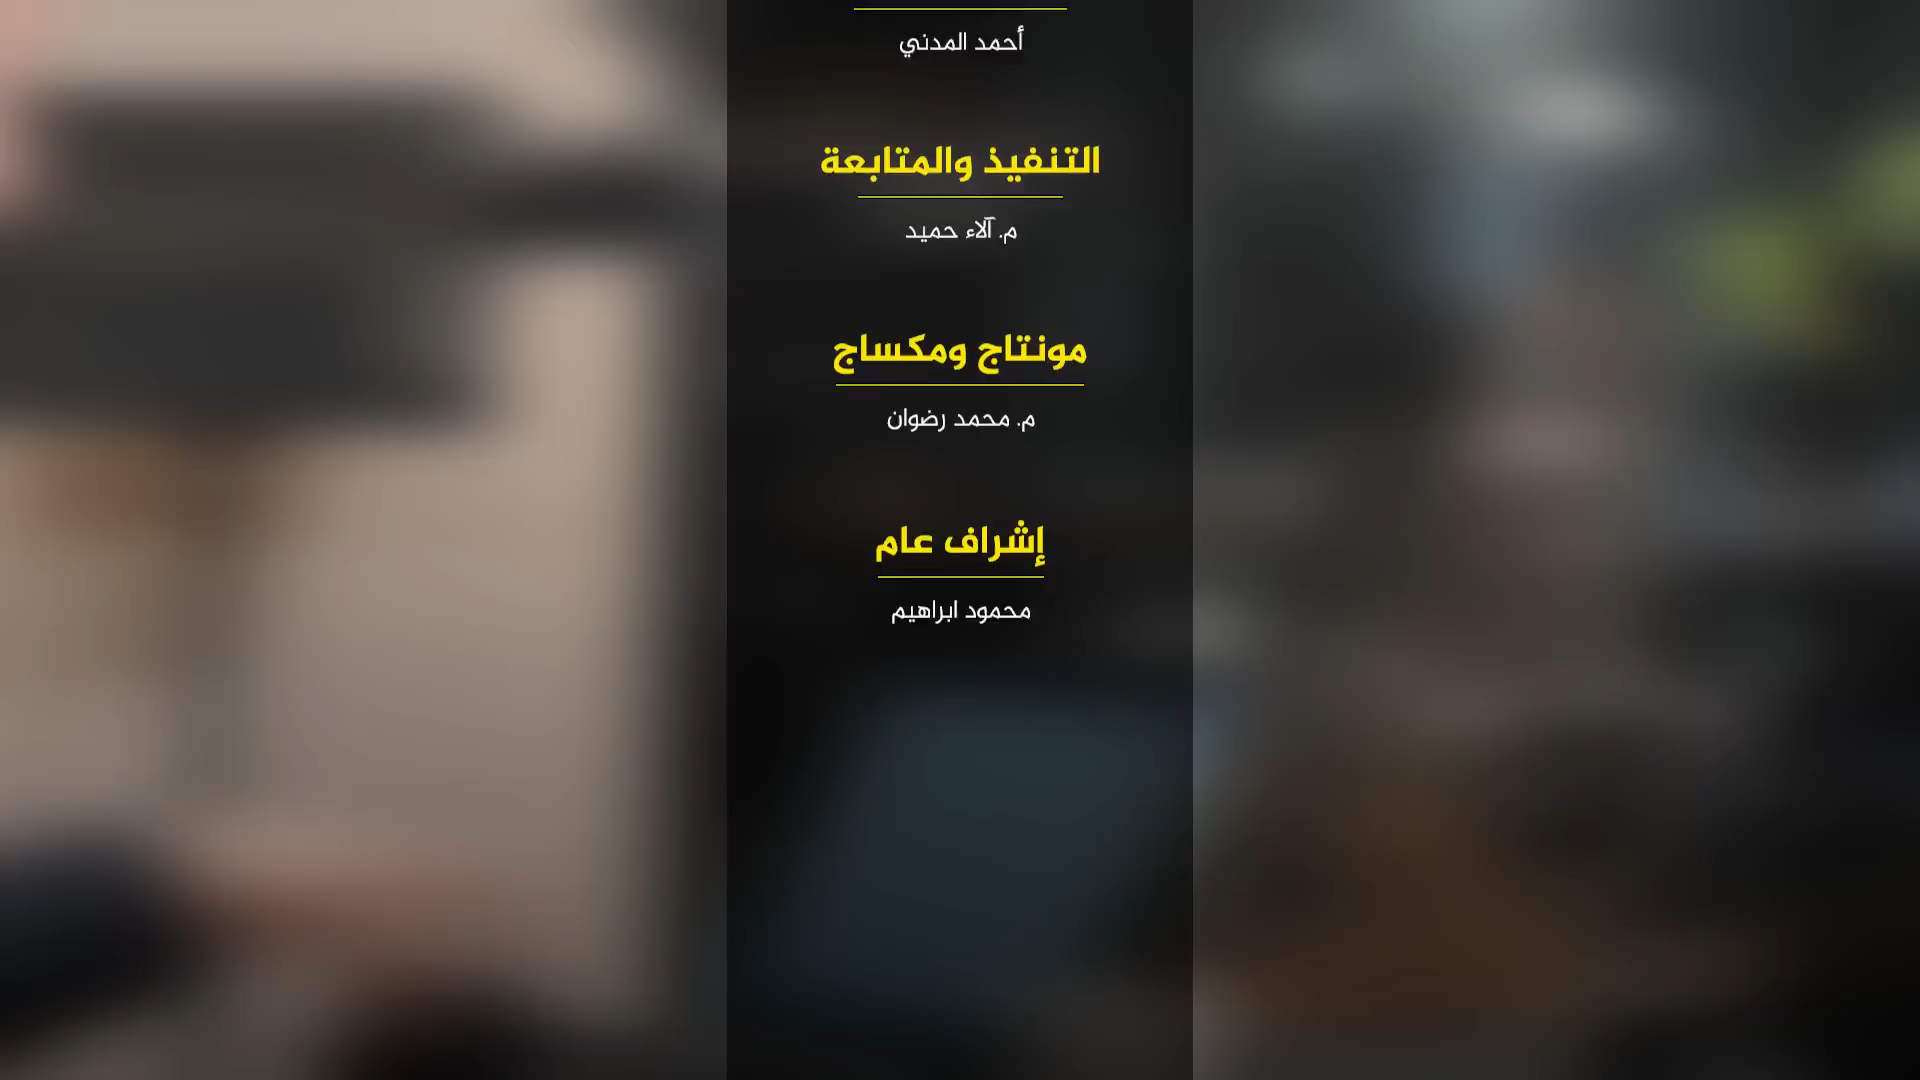 أحمد المدني
التنفيذ والمتابعة
م. آلاء حميد
مونتاج ومكساج
م. محمد رضوان
إشراف عام
محمود ابراهيم